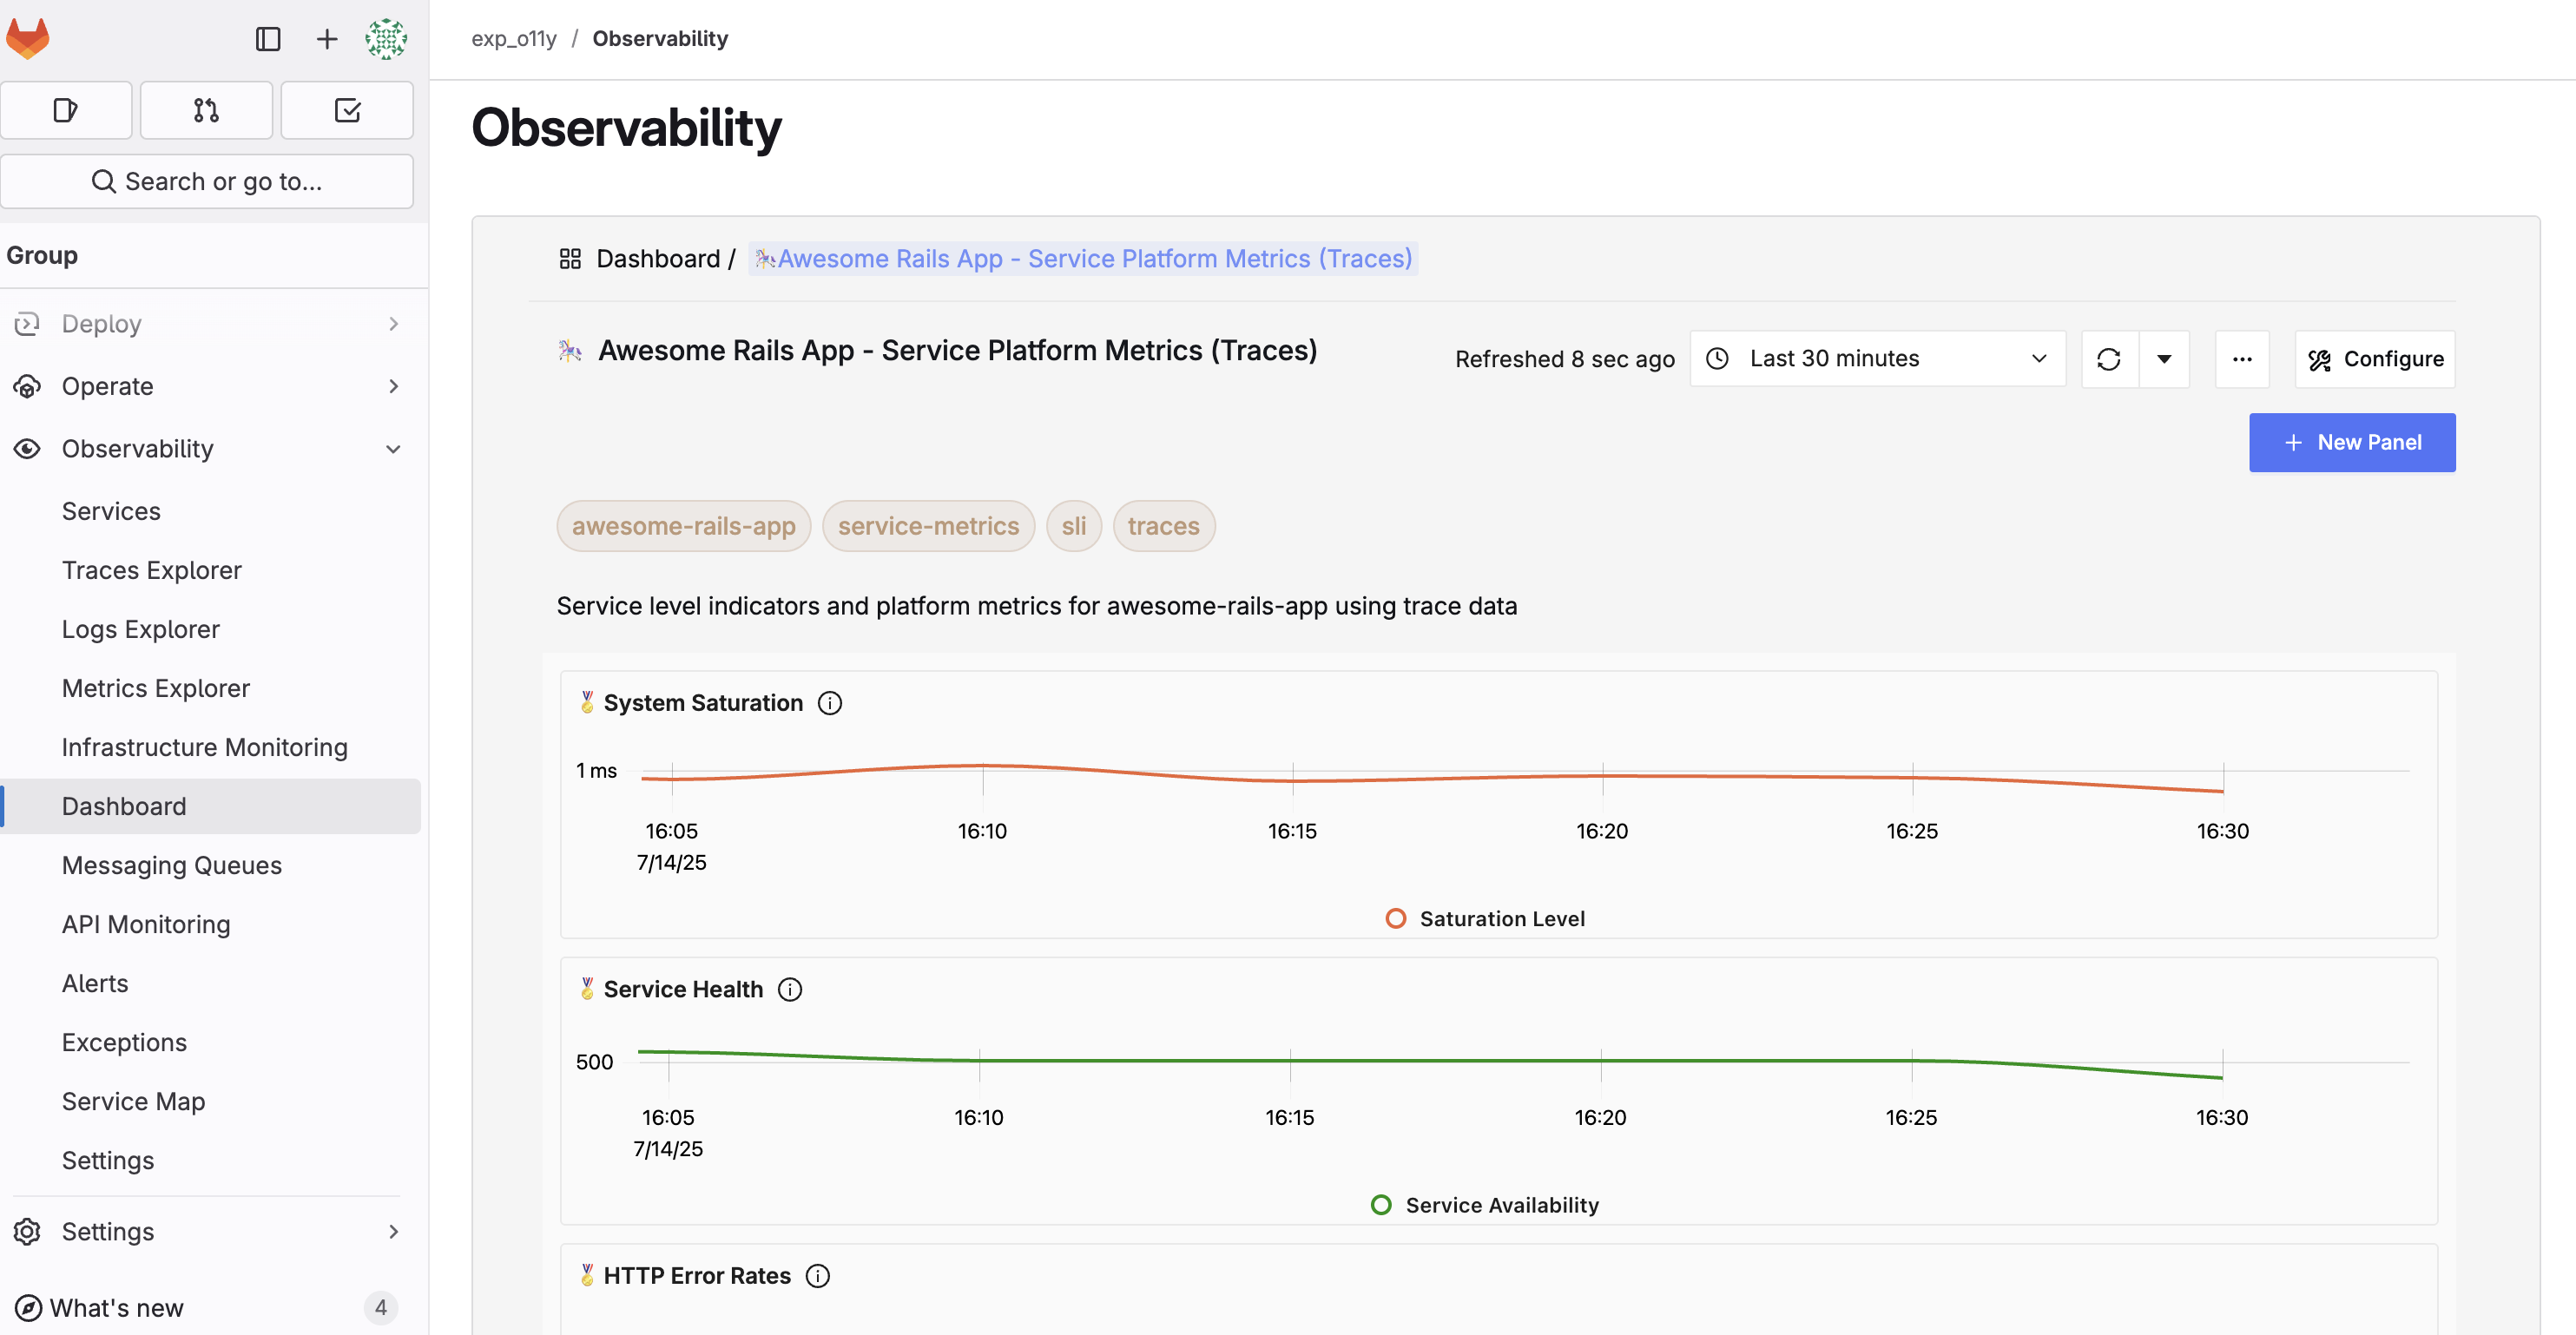 exp_o11y / Observability
Search or go to...
Group
Deploy
Operate
Observability
Services
Traces Explorer
Logs Explorer
Metrics Explorer
Infrastructure Monitoring
Dashboard
Messaging Queues
API Monitoring
Alerts
Exceptions
Service Map
Settings
Settings
What's new 4
Observability
Dashboard / Awesome Rails App - Service Platform Metrics (Traces)
Awesome Rails App - Service Platform Metrics (Traces)
Refreshed 8 sec ago
Last 30 minutes
Configure
+ New Panel
awesome-rails-app service-metrics sli traces
Service level indicators and platform metrics for awesome-rails-app using trace data
System Saturation
1 ms
16:05 16:10 16:15 16:20 16:25 16:30
7/14/25
Saturation Level
Service Health
500
16:05 16:10 16:15 16:20 16:25 16:30
7/14/25
Service Availability
HTTP Error Rates